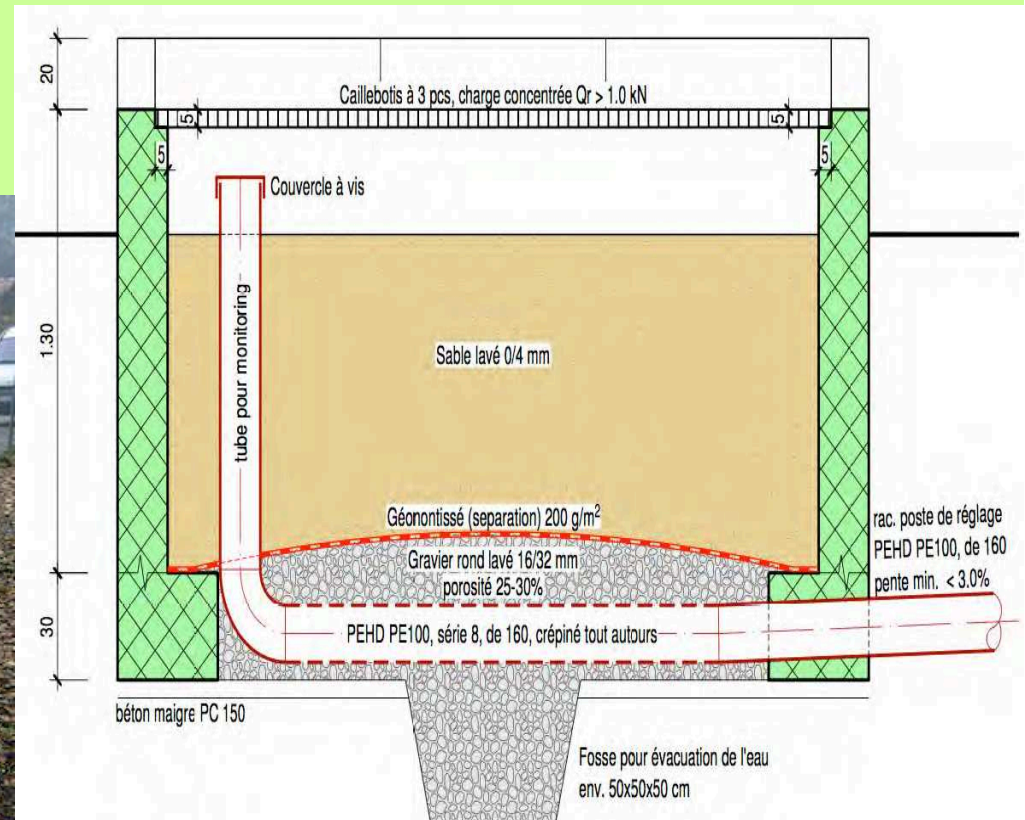 20
Caillebotis à 3 pcs, charge concentrée Qr > 1.0 kN
5
5
5
5
Couvercle à vis
1.30
tube pour monitoring
Sable lavé 0/4 mm
Géonontissé (separation) 200 g/m²
Gravier rond lavé 16/32 mm
porosité 25-30%
rac. poste de réglage
PEHD PE100, de 160
pente min. < 3.0%
30
PEHD PE100, série 8, de 160, crépiné tout autours
béton maigre PC 150
Fosse pour évacuation de l'eau
env. 50x50x50 cm